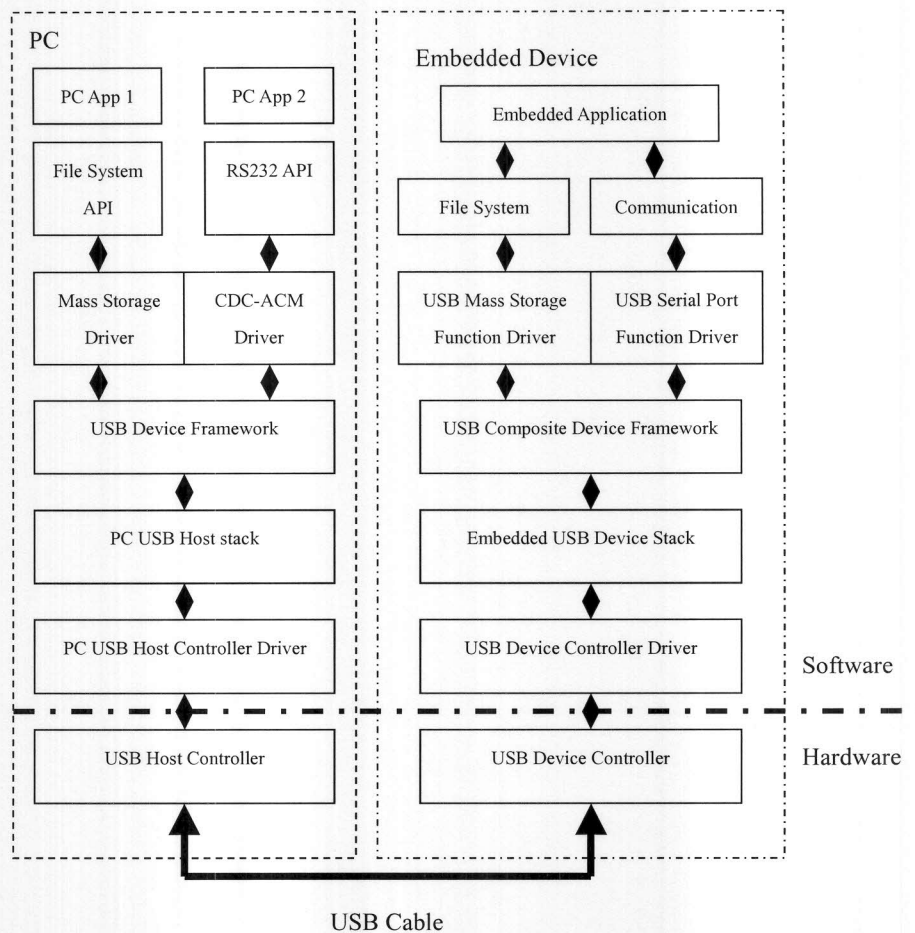 PC
PC App 1
PC App 2
File System
API
RS232 API
Mass Storage
Driver
CDC-ACM
Driver
USB Device Framework
PC USB Host stack
PC USB Host Controller Driver
USB Host Controller
Embedded Device
Embedded Application
File System
Communication
USB Mass Storage
Function Driver
USB Serial Port
Function Driver
USB Composite Device Framework
Embedded USB Device Stack
USB Device Controller Driver
USB Device Controller
Software
Hardware
USB Cable